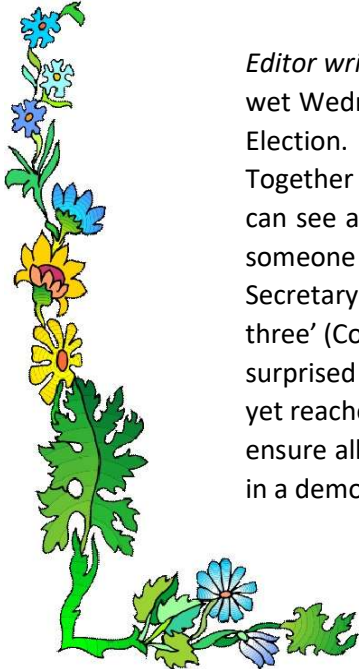 Editor wri
wet Wedn
Election.
Together
can see a
someone
Secretary
three’ (Co
surprised
yet reache
ensure all
in a demo